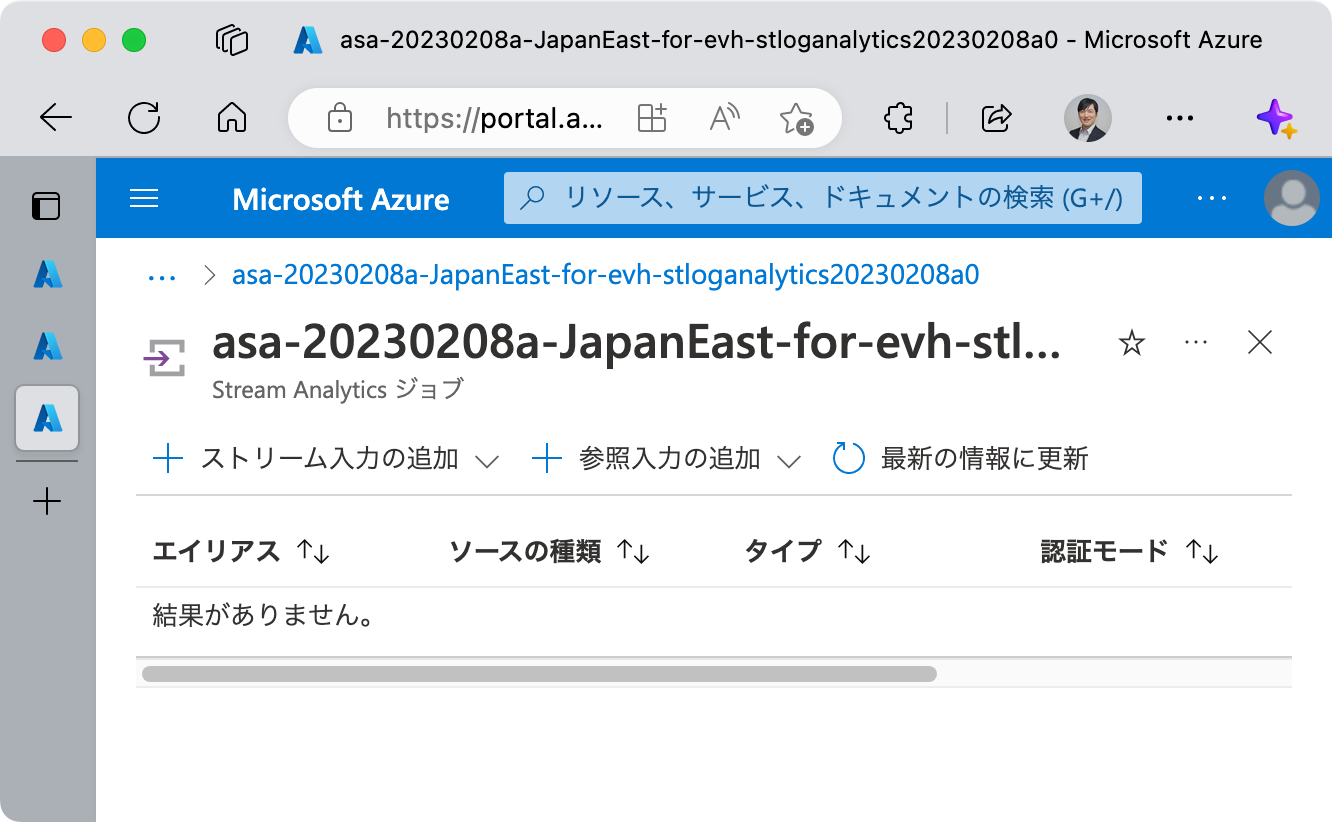 asa-20230208a-JapanEast-for-evh-stloganalytics20230208a0 - Microsoft Azure
https://portal.a...
Microsoft Azure
リソース、サービス、ドキュメントの検索 (G+/)
... > asa-20230208a-JapanEast-for-evh-stloganalytics20230208a0
asa-20230208a-JapanEast-for-evh-stl...
Stream Analytics ジョブ
ストリーム入力の追加 参照入力の追加 最新の情報に更新
エイリアス ↑↓ ソースの種類 ↑↓ タイプ ↑↓ 認証モード ↑↓
結果がありません。